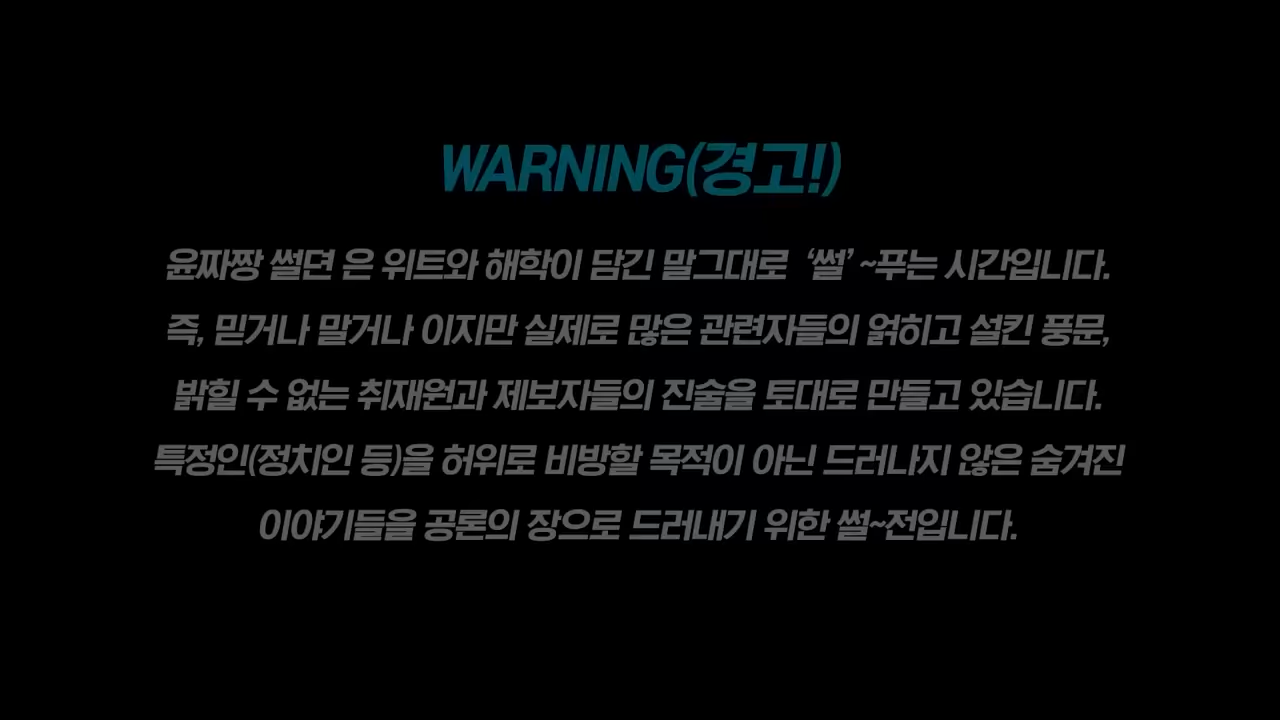 WARNING(경고!)
윤짜짱 썰뎐 은 위트와 해학이 담긴 말그대로 ‘썰’ ~푸는 시간입니다.
즉, 믿거나 말거나 이지만 실제로 많은 관련자들의 얽히고 설킨 풍문,
밝힐 수 없는 취재원과 제보자들의 진술을 토대로 만들고 있습니다.
특정인(정치인 등)을 허위로 비방할 목적이 아닌 드러나지 않은 숨겨진
이야기들을 공론의 장으로 드러내기 위한 썰~전입니다.